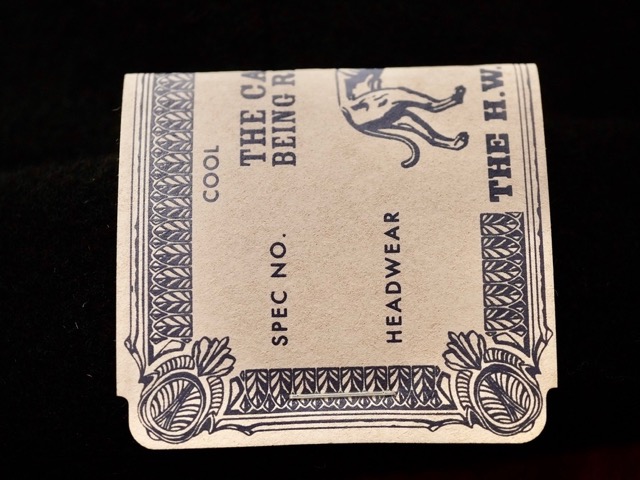 COOL
THE CA
BEING R
SPEC NO.
HEADWEAR
THE H.W.